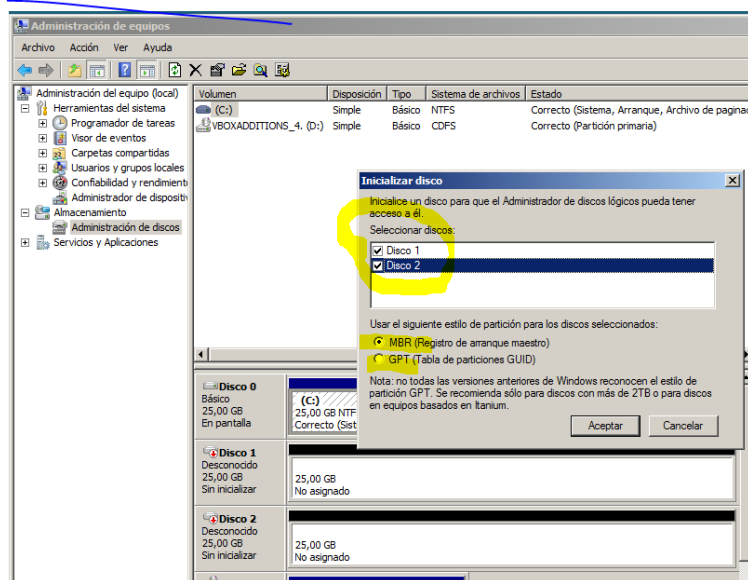 Administración de equipos
Archivo Acción Ver Ayuda
Administración del equipo (local)
Herramientas del sistema
Programador de tareas
Visor de eventos
Carpetas compartidas
Usuarios y grupos locales
Confiabilidad y rendimient
Administrador de dispositiv
Almacenamiento
Administración de discos
Servicios y Aplicaciones
Volumen Disposición Tipo Sistema de archivos Estado
(C:) Simple Básico NTFS Correcto (Sistema, Arranque, Archivo de pagina
VBOXADDITIONS_4. (D:) Simple Básico CDFS Correcto (Partición primaria)
Inicializar disco
Inicialice un disco para que el Administrador de discos lógicos pueda tener
acceso a él.
Seleccionar discos:
Disco 1
Disco 2
Usar el siguiente estilo de partición para los discos seleccionados:
MBR (Registro de arranque maestro)
GPT (Tabla de particiones GUID)
Nota: no todas las versiones anteriores de Windows reconocen el estilo de
partición GPT. Se recomienda sólo para discos con más de 2TB o para discos
en equipos basados en Itanium.
Aceptar Cancelar
Disco 0
Básico
25,00 GB
En pantalla
(C:)
25,00 GB NTF
Correcto (Sist
Disco 1
Desconocido
25,00 GB
Sin inicializar
25,00 GB
No asignado
Disco 2
Desconocido
25,00 GB
Sin inicializar
25,00 GB
No asignado